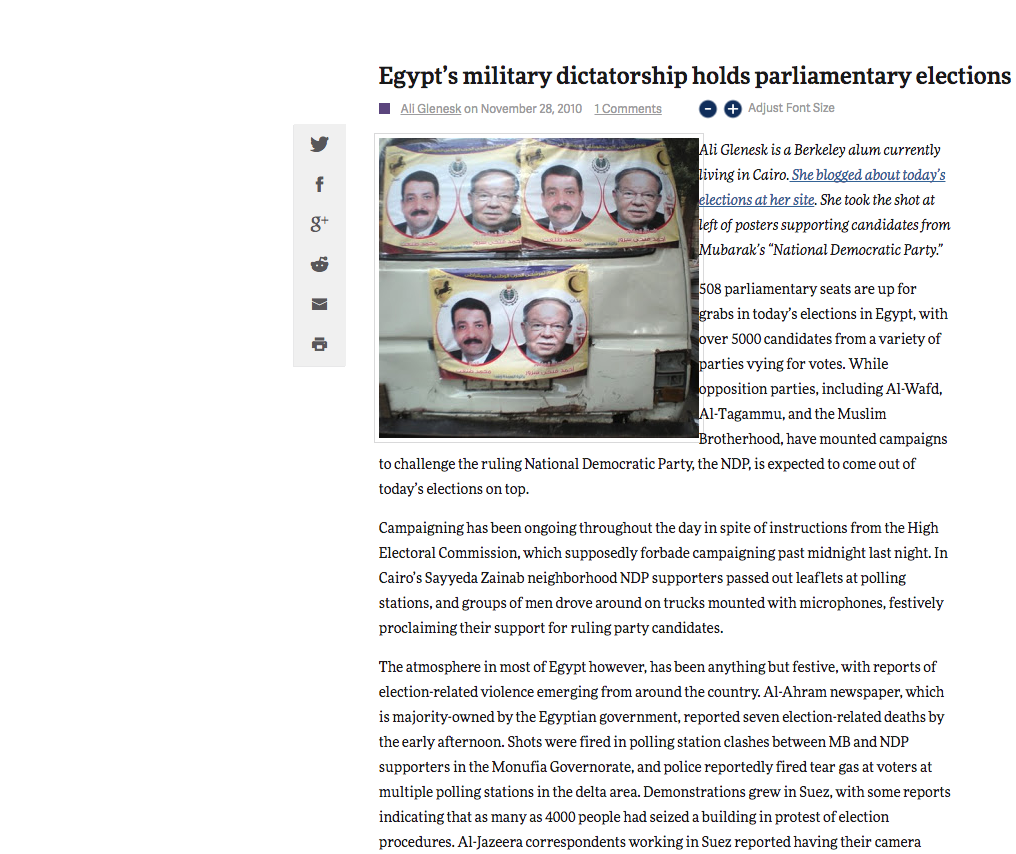 Egypt’s military dictatorship holds parliamentary elections
Ali Glenesk on November 28, 2010 1 Comments - + Adjust Font Size
f
g+
Ali Glenesk is a Berkeley alum currently
living in Cairo. She blogged about today’s
elections at her site. She took the shot at
left of posters supporting candidates from
Mubarak’s “National Democratic Party.”
508 parliamentary seats are up for
grabs in today’s elections in Egypt, with
over 5000 candidates from a variety of
parties vying for votes. While
opposition parties, including Al-Wafd,
Al-Tagammu, and the Muslim
Brotherhood, have mounted campaigns
to challenge the ruling National Democratic Party, the NDP, is expected to come out of
today’s elections on top.
Campaigning has been ongoing throughout the day in spite of instructions from the High
Electoral Commission, which supposedly forbade campaigning past midnight last night. In
Cairo’s Sayyeda Zainab neighborhood NDP supporters passed out leaflets at polling
stations, and groups of men drove around on trucks mounted with microphones, festively
proclaiming their support for ruling party candidates.
The atmosphere in most of Egypt however, has been anything but festive, with reports of
election-related violence emerging from around the country. Al-Ahram newspaper, which
is majority-owned by the Egyptian government, reported seven election-related deaths by
the early afternoon. Shots were fired in polling station clashes between MB and NDP
supporters in the Monufia Governorate, and police reportedly fired tear gas at voters at
multiple polling stations in the delta area. Demonstrations grew in Suez, with some reports
indicating that as many as 4000 people had seized a building in protest of election
procedures. Al-Jazeera correspondents working in Suez reported having their camera